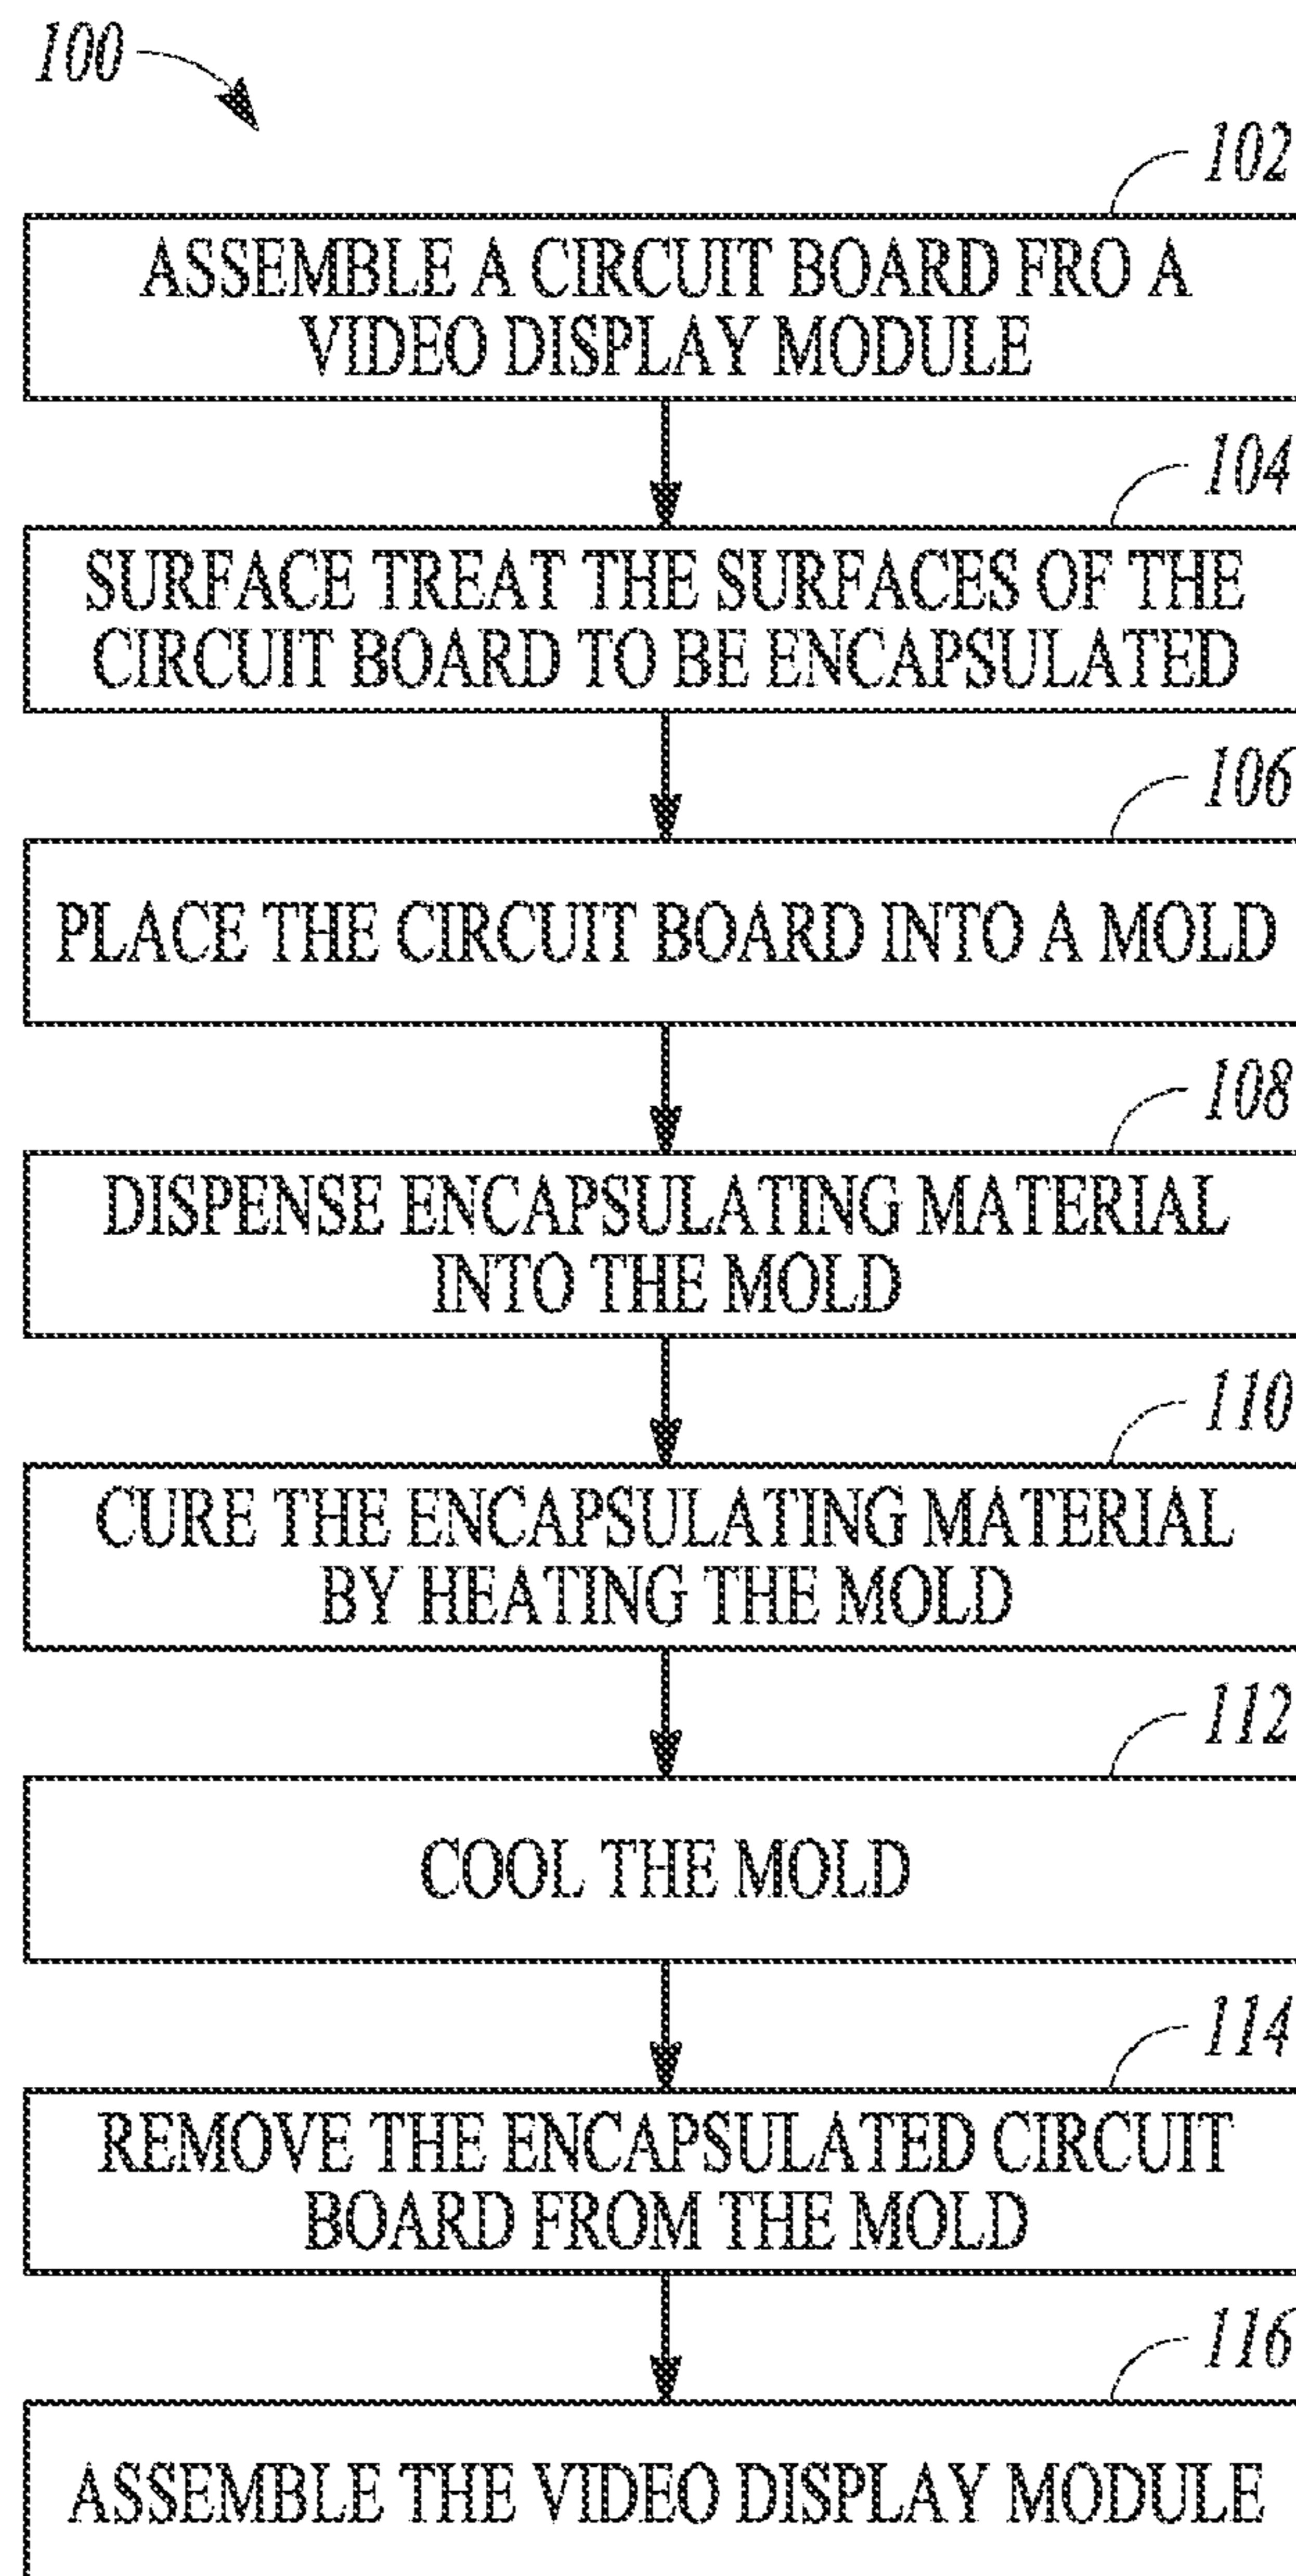 100
102
ASSEMBLE A CIRCUIT BOARD FRO A
VIDEO DISPLAY MODULE
104
SURFACE TREAT THE SURFACES OF THE
CIRCUIT BOARD TO BE ENCAPSULATED
106
PLACE THE CIRCUIT BOARD INTO A MOLD
108
DISPENSE ENCAPSULATING MATERIAL
INTO THE MOLD
110
CURE THE ENCAPSULATING MATERIAL
BY HEATING THE MOLD
112
COOL THE MOLD
114
REMOVE THE ENCAPSULATED CIRCUIT
BOARD FROM THE MOLD
116
ASSEMBLE THE VIDEO DISPLAY MODULE